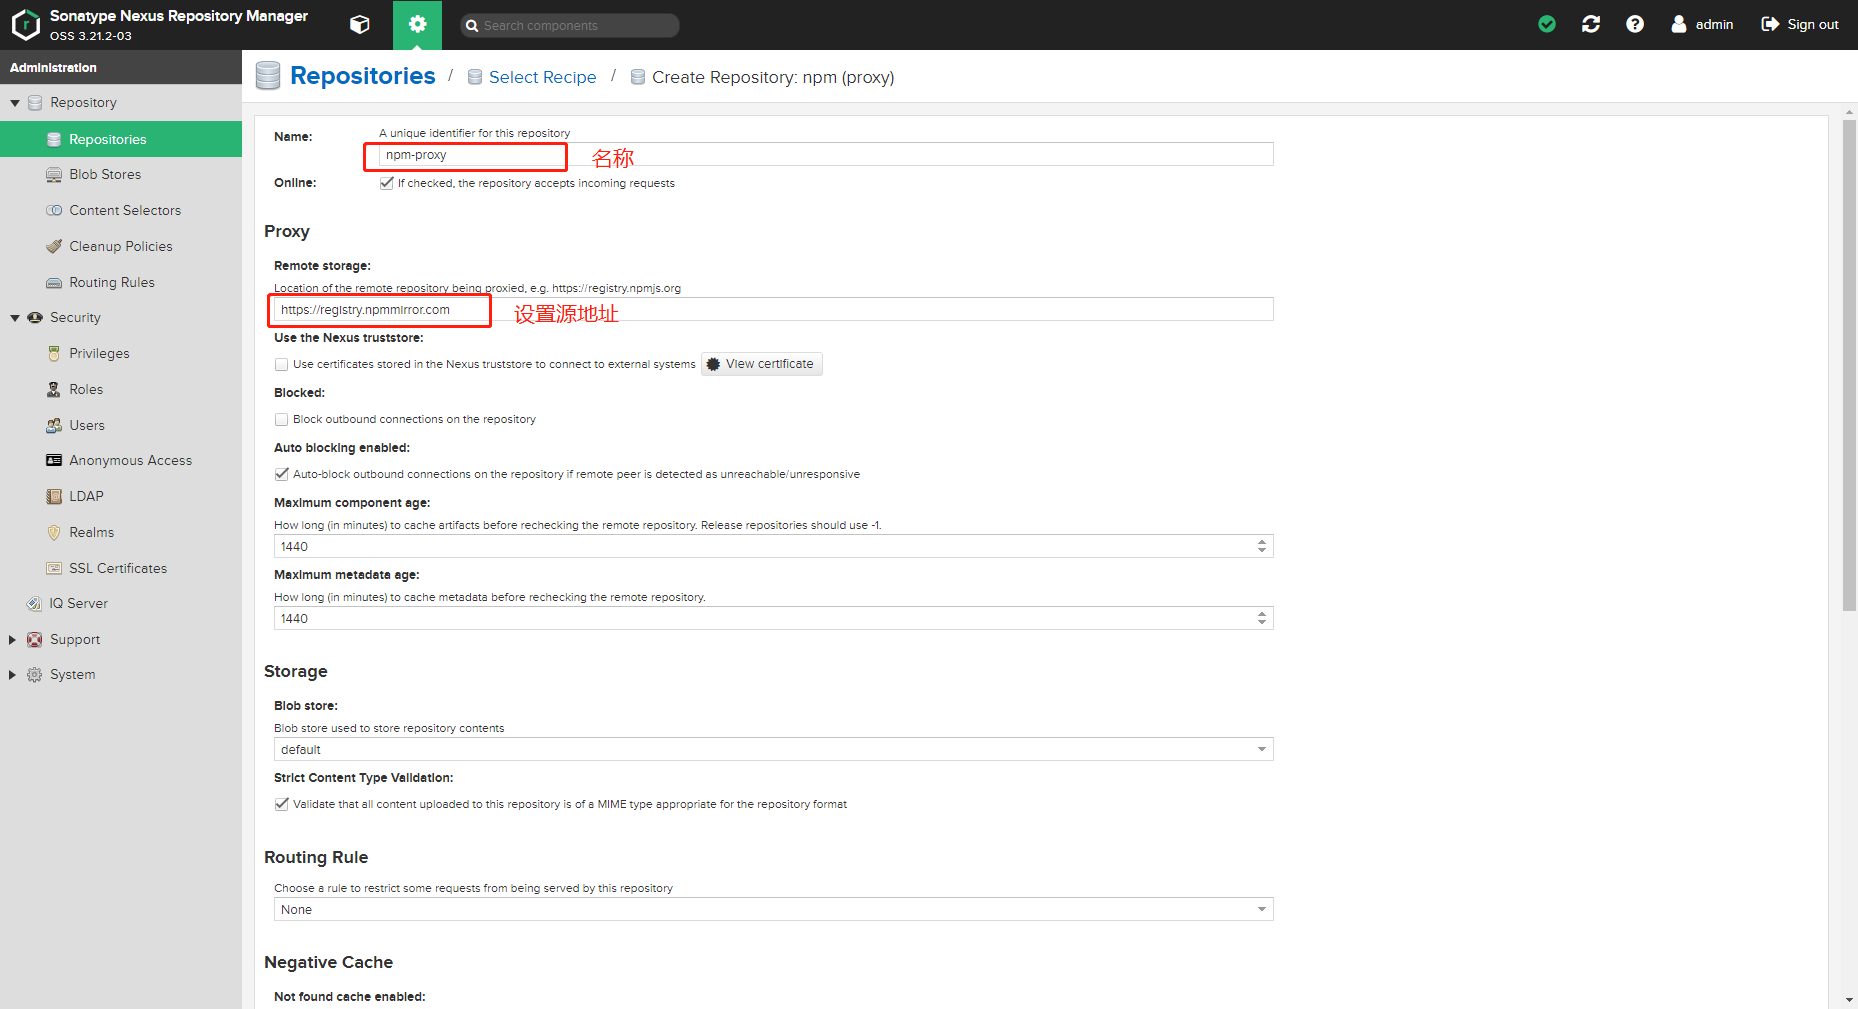 Sonatype Nexus Repository Manager
OSS 3.21.2-03
Search components
admin
Sign out
Administration
Repository
Repositories
Blob Stores
Content Selectors
Cleanup Policies
Routing Rules
Security
Privileges
Roles
Users
Anonymous Access
LDAP
Realms
SSL Certificates
IQ Server
Support
System
Repositories / Select Recipe / Create Repository: npm (proxy)
Name:
A unique identifier for this repository
npm-proxy
名称
Online:
If checked, the repository accepts incoming requests
Proxy
Remote storage:
Location of the remote repository being proxied, e.g. https://registry.npmjs.org
https://registry.npmmirror.com
设置源地址
Use the Nexus truststore:
Use certificates stored in the Nexus truststore to connect to external systems
View certificate
Blocked:
Block outbound connections on the repository
Auto blocking enabled:
Auto-block outbound connections on the repository if remote peer is detected as unreachable/unresponsive
Maximum component age:
How long (in minutes) to cache artifacts before rechecking the remote repository. Release repositories should use -1.
1440
Maximum metadata age:
How long (in minutes) to cache metadata before rechecking the remote repository.
1440
Storage
Blob store:
Blob store used to store repository contents
default
Strict Content Type Validation:
Validate that all content uploaded to this repository is of a MIME type appropriate for the repository format
Routing Rule
Choose a rule to restrict some requests from being served by this repository
None
Negative Cache
Not found cache enabled: